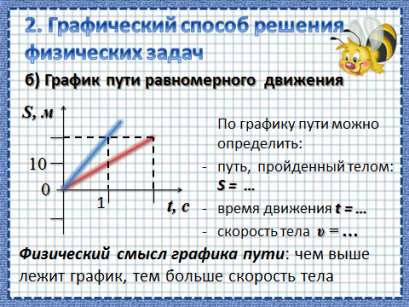 2. Графический способ решения
физических задач
б) График пути равномерного движения
S, м
10
0
1
t, с
По графику пути можно
определить:
- путь, пройденный телом:
S = ...
- время движения t = ...
- скорость тела υ = ...
Физический смысл графика пути: чем выше
лежит график, тем больше скорость тела